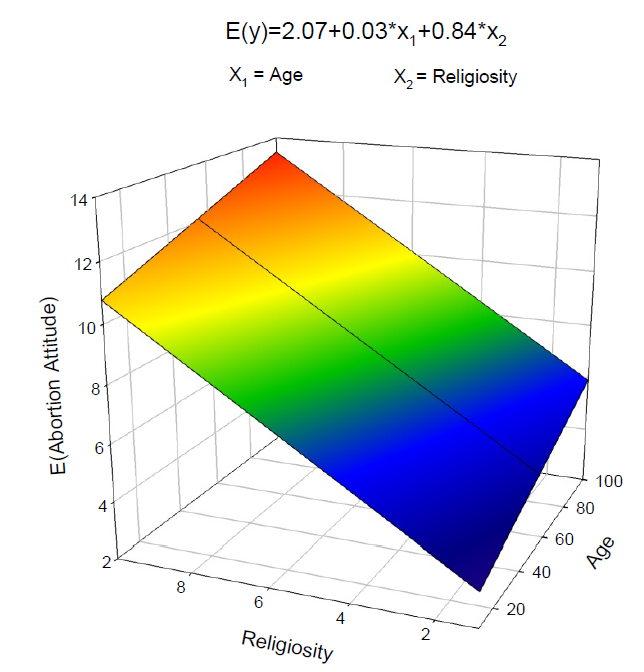 E(y)=2.07+0.03*x1+0.84*x2
X1 = Age
X2 = Religiosity
14
12
10
8
6
4
2
E(Abortion Attitude)
8
6
4
2
Religiosity
100
80
60
40
20
Age